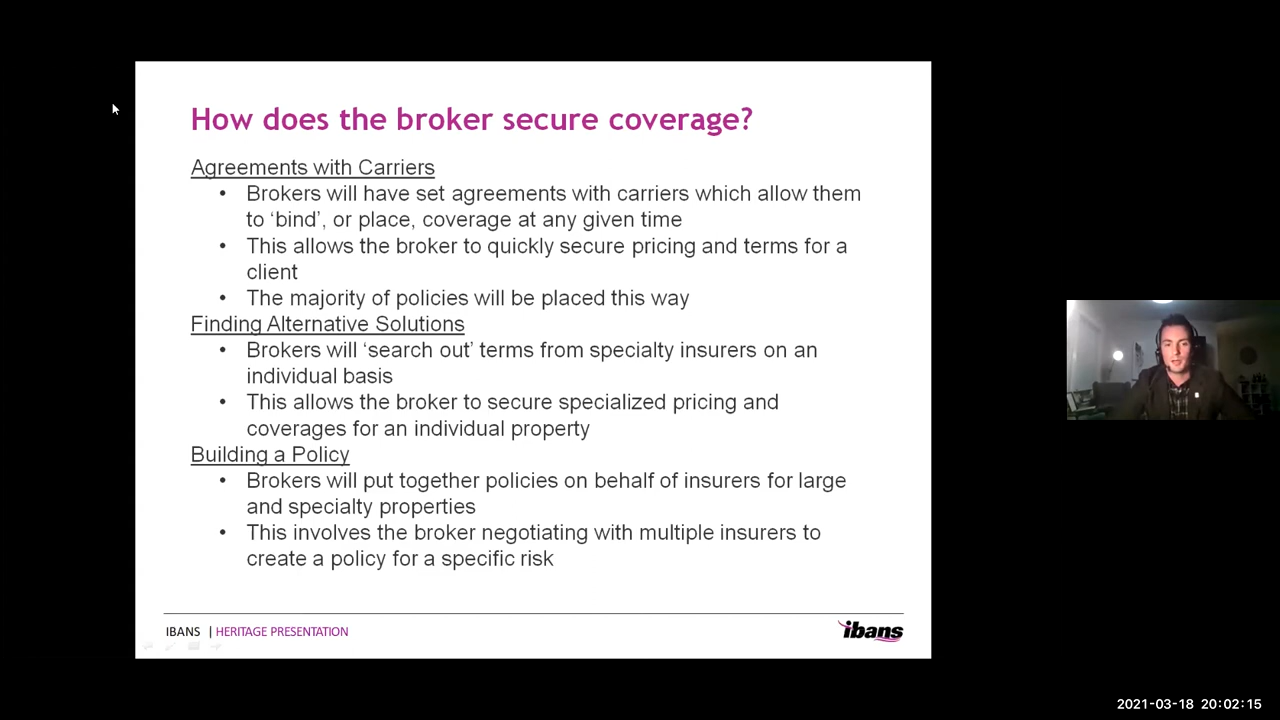 How does the broker secure coverage?
Agreements with Carriers
• Brokers will have set agreements with carriers which allow them
to ‘bind’, or place, coverage at any given time
• This allows the broker to quickly secure pricing and terms for a
client
• The majority of policies will be placed this way
Finding Alternative Solutions
• Brokers will ‘search out’ terms from specialty insurers on an
individual basis
• This allows the broker to secure specialized pricing and
coverages for an individual property
Building a Policy
• Brokers will put together policies on behalf of insurers for large
and specialty properties
• This involves the broker negotiating with multiple insurers to
create a policy for a specific risk
IBANS | HERITAGE PRESENTATION
ibans
2021-03-18 20:02:15